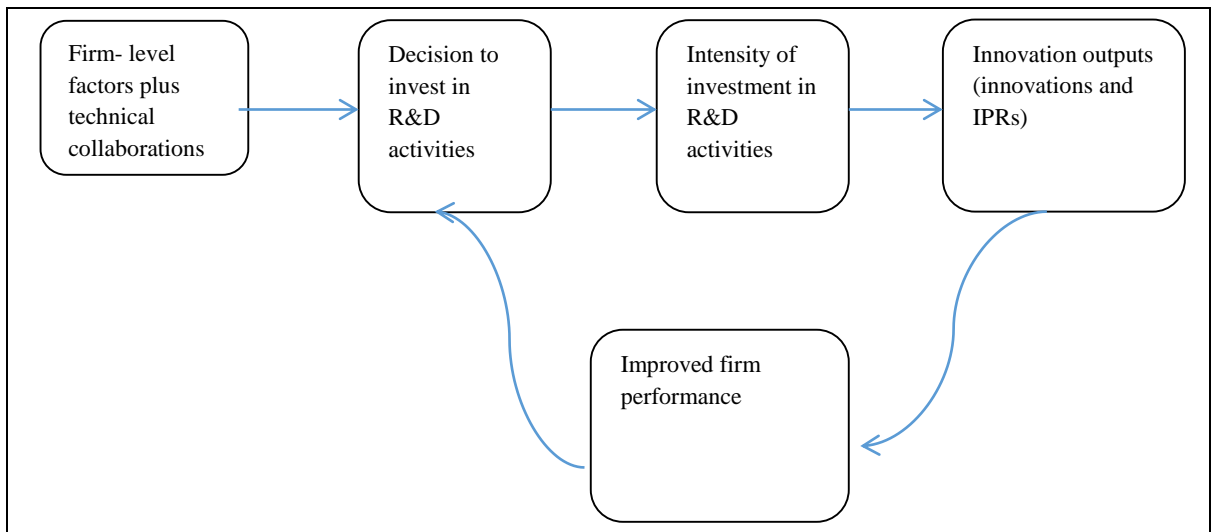 Firm- level
factors plus
technical
collaborations
Decision to
invest in
R&D
activities
Intensity of
investment in
R&D
activities
Innovation outputs
(innovations and
IPRs)
Improved firm
performance